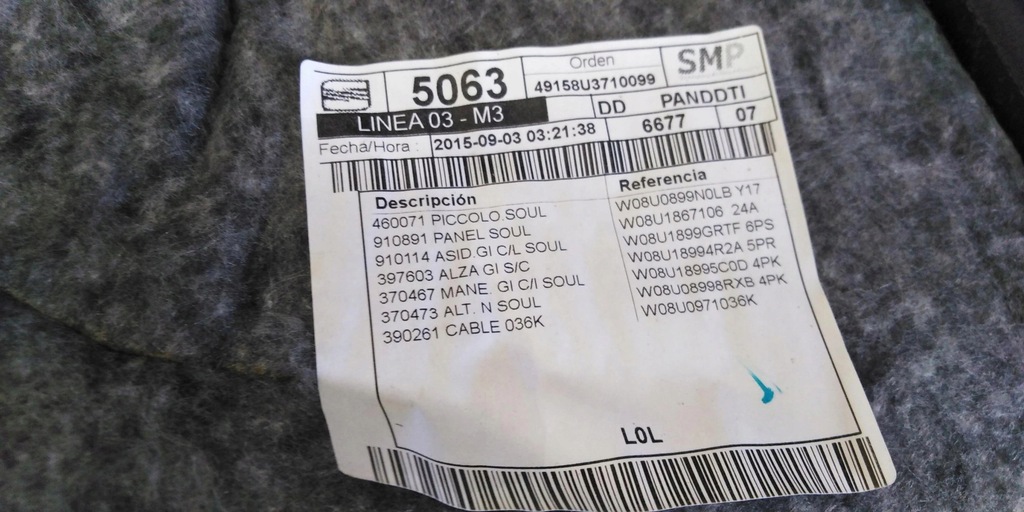 5063 Orden SMP
49158U3710099
LINEA 03 - M3 DD PANDDTI
Fecha/Hora : 2015-09-03 03:21:38 6677 07
Descripción Referencia
460071 PICCOLO SOUL W08U0899N0LB Y17
910891 PANEL SOUL W08U1867106 24A
910114 ASID.GI C/L SOUL W08U1899GRTF 6PS
397603 ALZA GI S/C W08U18994R2A 5PR
370467 MANE. GI C/I SOUL W08U18995C0D 4PK
370473 ALT. N SOUL W08U08998RXB 4PK
390261 CABLE 036K W08U0971036K
L0L